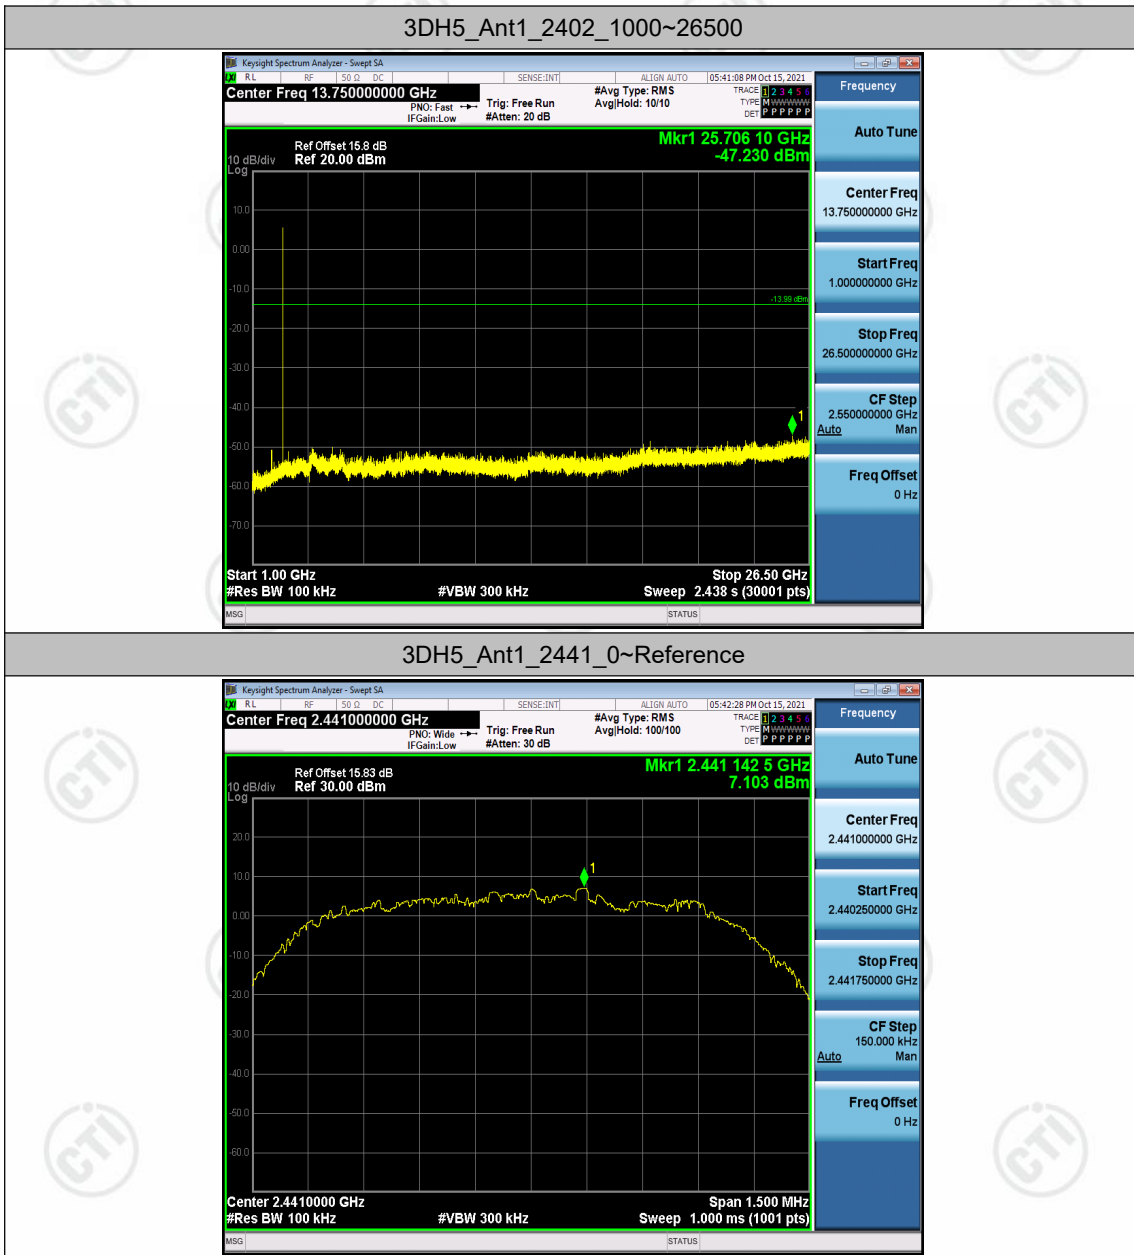 3DH5_Ant1_2402_1000~26500
Keysight Spectrum Analyzer - Swept SA
LXI RL RF 50 Ω DC SENSE:INT ALIGN AUTO 05:41:08 PM Oct 15, 2021
Center Freq 13.750000000 GHz
PNO: Fast
IFGain:Low
Trig: Free Run
#Atten: 20 dB
#Avg Type: RMS
Avg|Hold: 10/10
TRACE 1 2 3 4 5 6
TYPE M W W W W W
DET P P P P P P
Ref Offset 15.8 dB
10 dB/div Ref 20.00 dBm
Log
Mkr1 25.706 10 GHz
-47.230 dBm
10.0
0.00
-10.0
-13.99 dBm
-20.0
-30.0
-40.0
1
-50.0
-60.0
-70.0
Start 1.00 GHz Stop 26.50 GHz
#Res BW 100 kHz #VBW 300 kHz Sweep 2.438 s (30001 pts)
MSG STATUS
Frequency
Auto Tune
Center Freq
13.750000000 GHz
Start Freq
1.000000000 GHz
Stop Freq
26.500000000 GHz
CF Step
2.550000000 GHz
Auto Man
Freq Offset
0 Hz
3DH5_Ant1_2441_0~Reference
Keysight Spectrum Analyzer - Swept SA
LXI RL RF 50 Ω DC SENSE:INT ALIGN AUTO 05:42:28 PM Oct 15, 2021
Center Freq 2.441000000 GHz
PNO: Wide
IFGain:Low
Trig: Free Run
#Atten: 30 dB
#Avg Type: RMS
Avg|Hold: 100/100
TRACE 1 2 3 4 5 6
TYPE M W W W W W
DET P P P P P P
Ref Offset 15.83 dB
10 dB/div Ref 30.00 dBm
Log
Mkr1 2.441 142 5 GHz
7.103 dBm
20.0
10.0
1
0.00
-10.0
-20.0
-30.0
-40.0
-50.0
-60.0
Center 2.4410000 GHz Span 1.500 MHz
#Res BW 100 kHz #VBW 300 kHz Sweep 1.000 ms (1001 pts)
MSG STATUS
Frequency
Auto Tune
Center Freq
2.441000000 GHz
Start Freq
2.440250000 GHz
Stop Freq
2.441750000 GHz
CF Step
150.000 kHz
Auto Man
Freq Offset
0 Hz
CTI
CTI
CTI
CTI
CTI
CTI